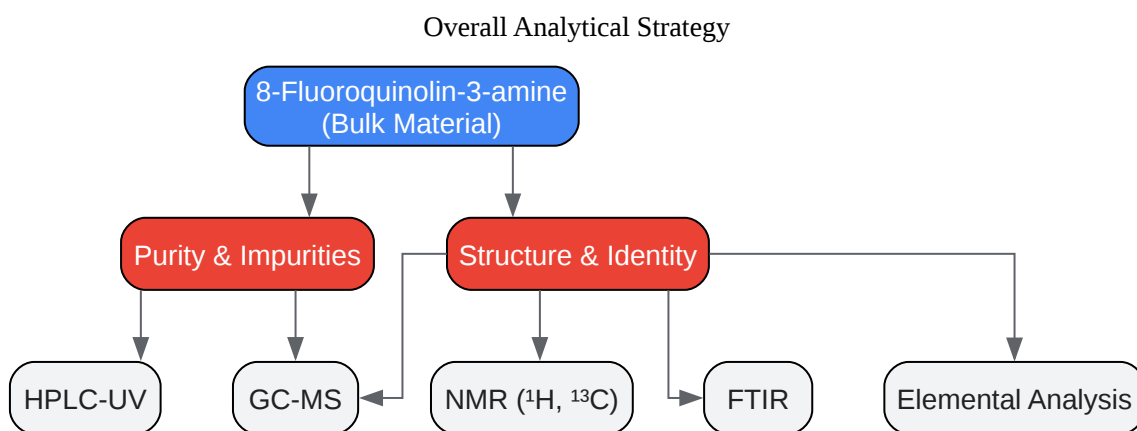 Overall Analytical Strategy
8-Fluoroquinolin-3-amine
(Bulk Material)
Purity & Impurities
Structure & Identity
HPLC-UV
GC-MS
NMR (¹H, ¹³C)
FTIR
Elemental Analysis